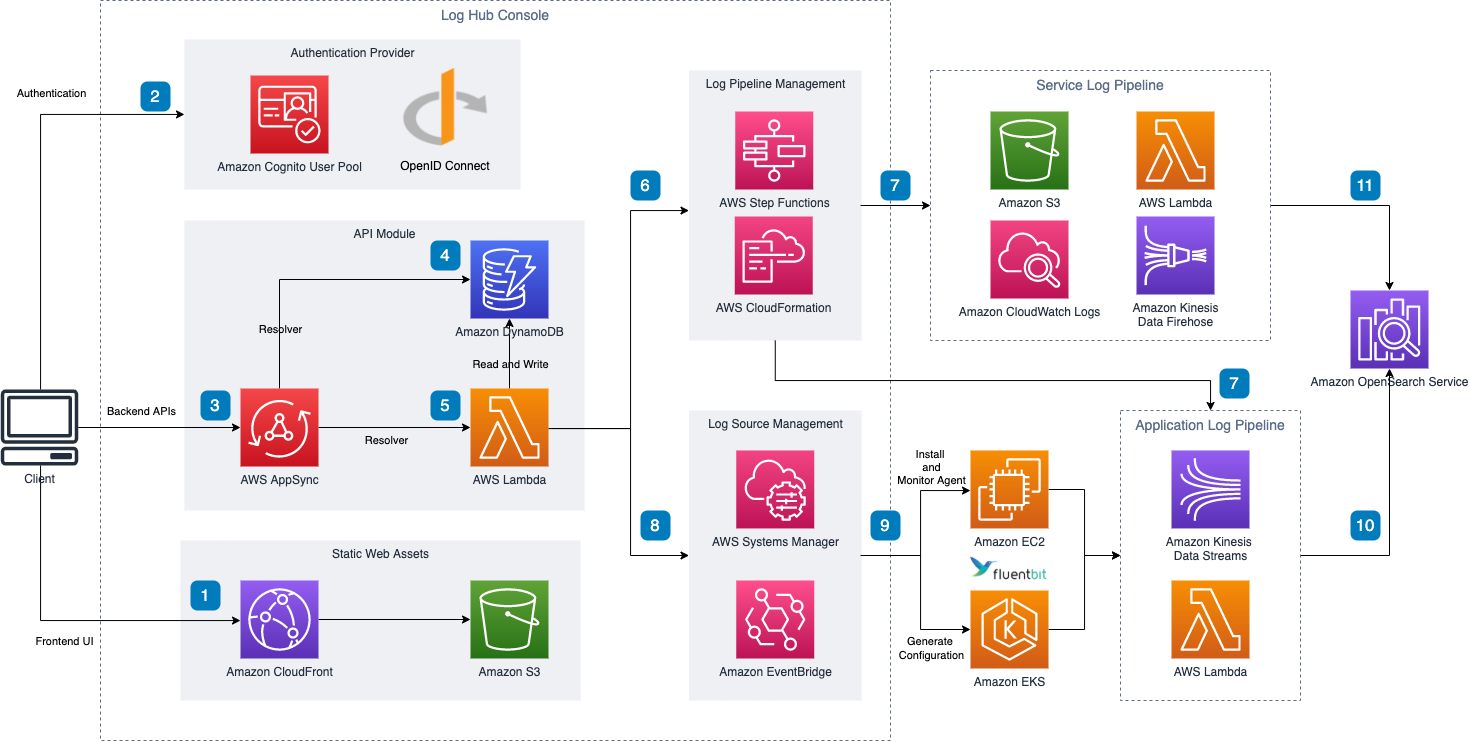 Log Hub Console
Authentication Provider
Authentication
2
Amazon Cognito User Pool
OpenID Connect
API Module
4
Resolver
Amazon DynamoDB
Read and Write
Backend APIs
3
5
Resolver
Client
AWS AppSync
AWS Lambda
Static Web Assets
1
Frontend UI
Amazon CloudFront
Amazon S3
6
Log Pipeline Management
AWS Step Functions
AWS CloudFormation
7
Service Log Pipeline
Amazon S3
AWS Lambda
Amazon CloudWatch Logs
Amazon Kinesis
Data Firehose
11
Amazon OpenSearch Service
7
8
Log Source Management
AWS Systems Manager
Amazon EventBridge
9
Install
and
Monitor Agent
Amazon EC2
fluentbit
K
Generate
Configuration
Amazon EKS
Application Log Pipeline
Amazon Kinesis
Data Streams
AWS Lambda
10